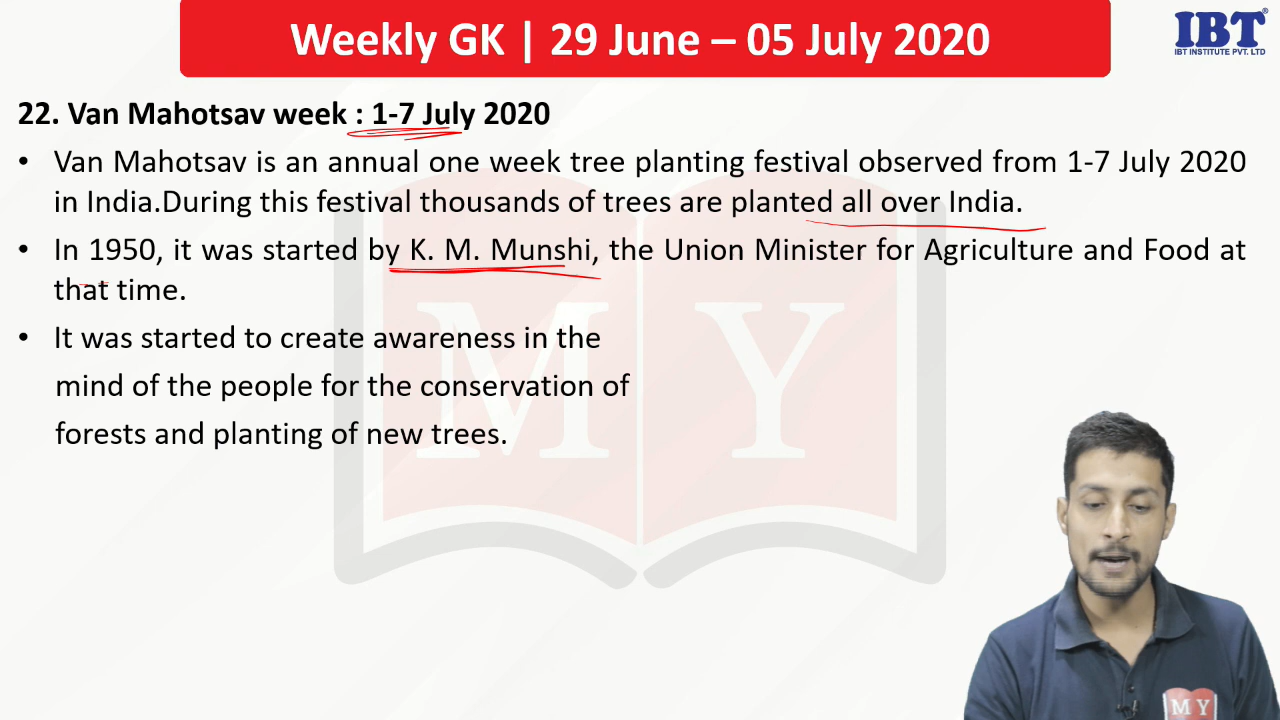 Weekly GK | 29 June – 05 July 2020
IBT®
IBT INSTITUTE PVT. LTD
22. Van Mahotsav week : 1-7 July 2020
• Van Mahotsav is an annual one week tree planting festival observed from 1-7 July 2020
in India.During this festival thousands of trees are planted all over India.
• In 1950, it was started by K. M. Munshi, the Union Minister for Agriculture and Food at
that time.
• It was started to create awareness in the
mind of the people for the conservation of
forests and planting of new trees.
M Y
M Y